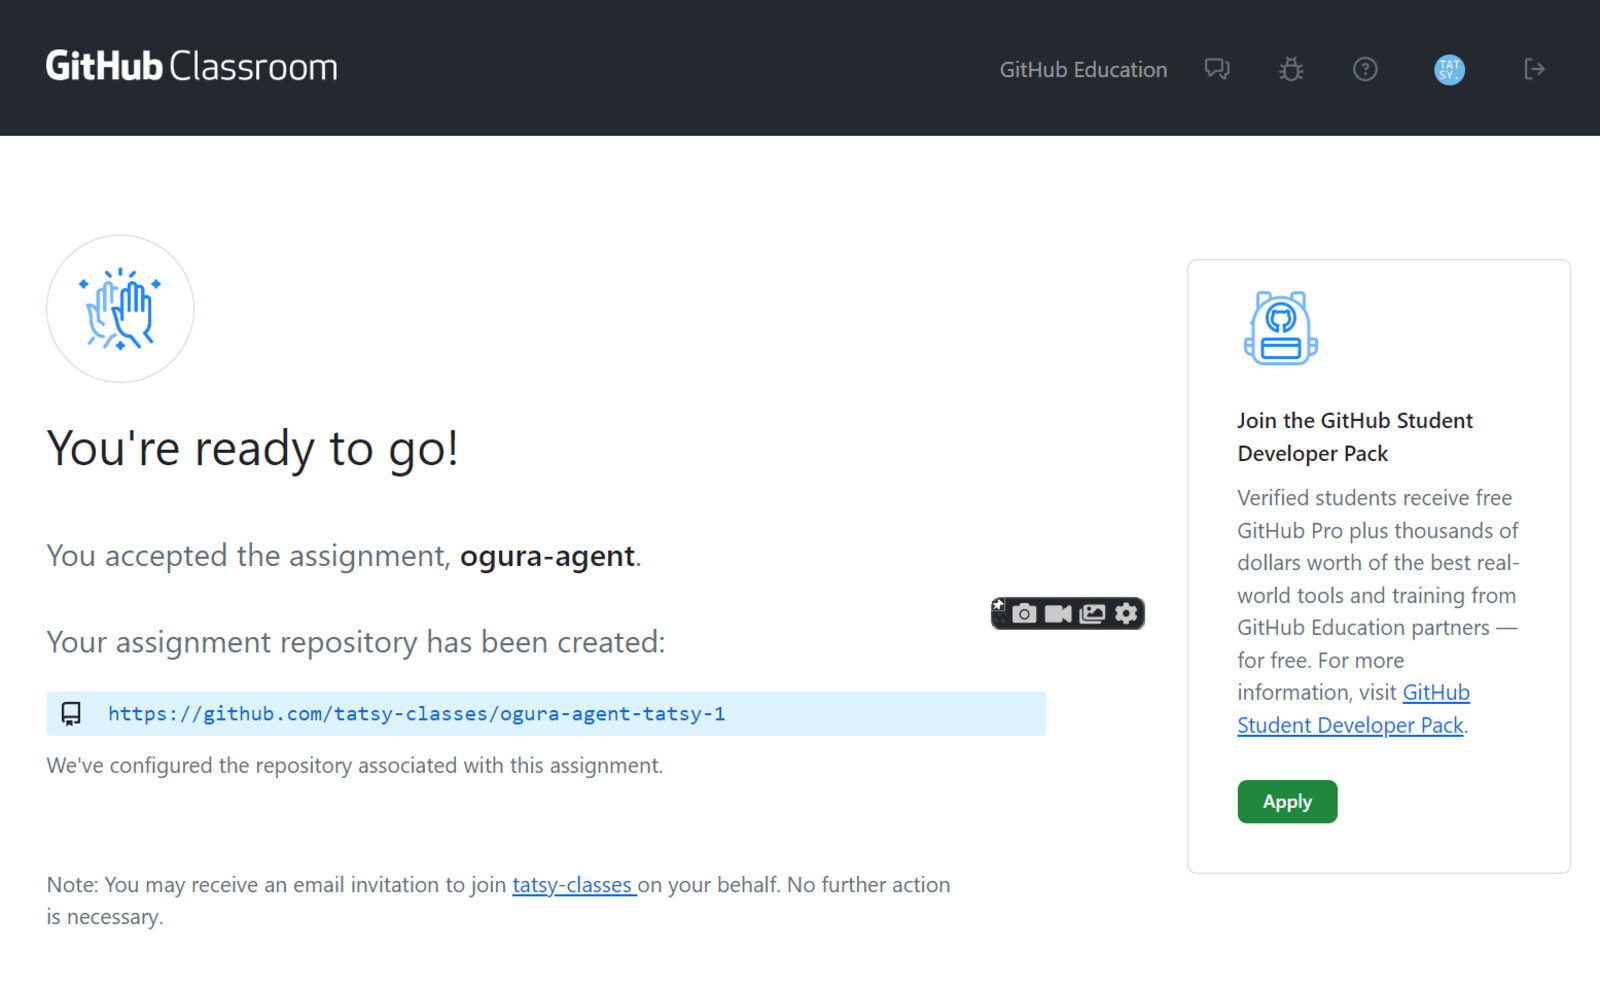 GitHub Classroom
GitHub Education
TAT
SY.
You're ready to go!
You accepted the assignment, ogura-agent.
Your assignment repository has been created:
https://github.com/tatsy-classes/ogura-agent-tatsy-1
We've configured the repository associated with this assignment.
Note: You may receive an email invitation to join tatsy-classes on your behalf. No further action
is necessary.
Join the GitHub Student
Developer Pack
Verified students receive free
GitHub Pro plus thousands of
dollars worth of the best real-
world tools and training from
GitHub Education partners —
for free. For more
information, visit GitHub
Student Developer Pack.
Apply